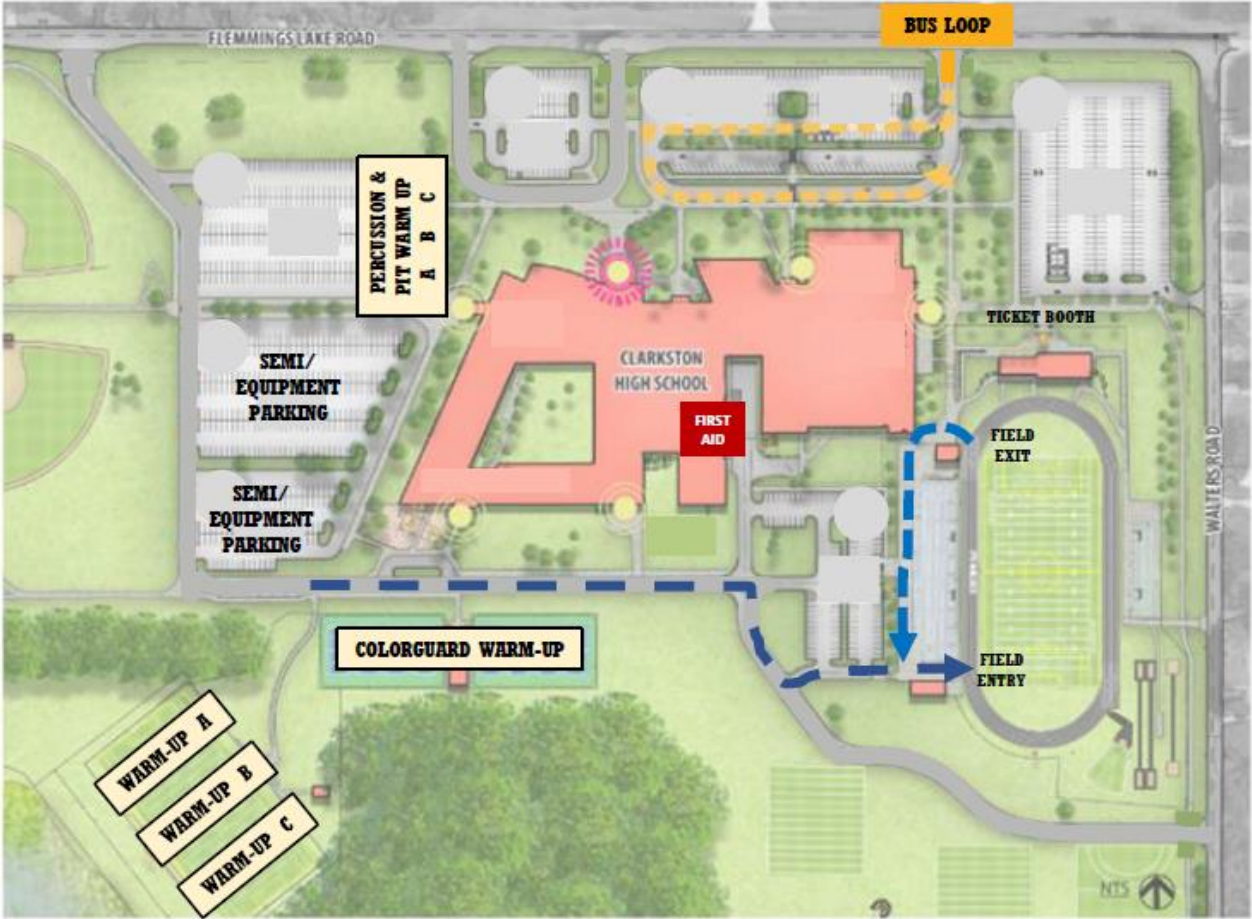 BUS LOOP
FLEMMINGS LAKE ROAD
PERCUSSION &
PIT WARM UP
A B C
TICKET BOOTH
SEMI/
EQUIPMENT
PARKING
CLARKSTON
HIGH SCHOOL
FIRST
AID
FIELD
EXIT
WALTERS ROAD
SEMI/
EQUIPMENT
PARKING
COLORGUARD WARM-UP
FIELD
ENTRY
WARM-UP A
WARM-UP B
WARM-UP C
NTS